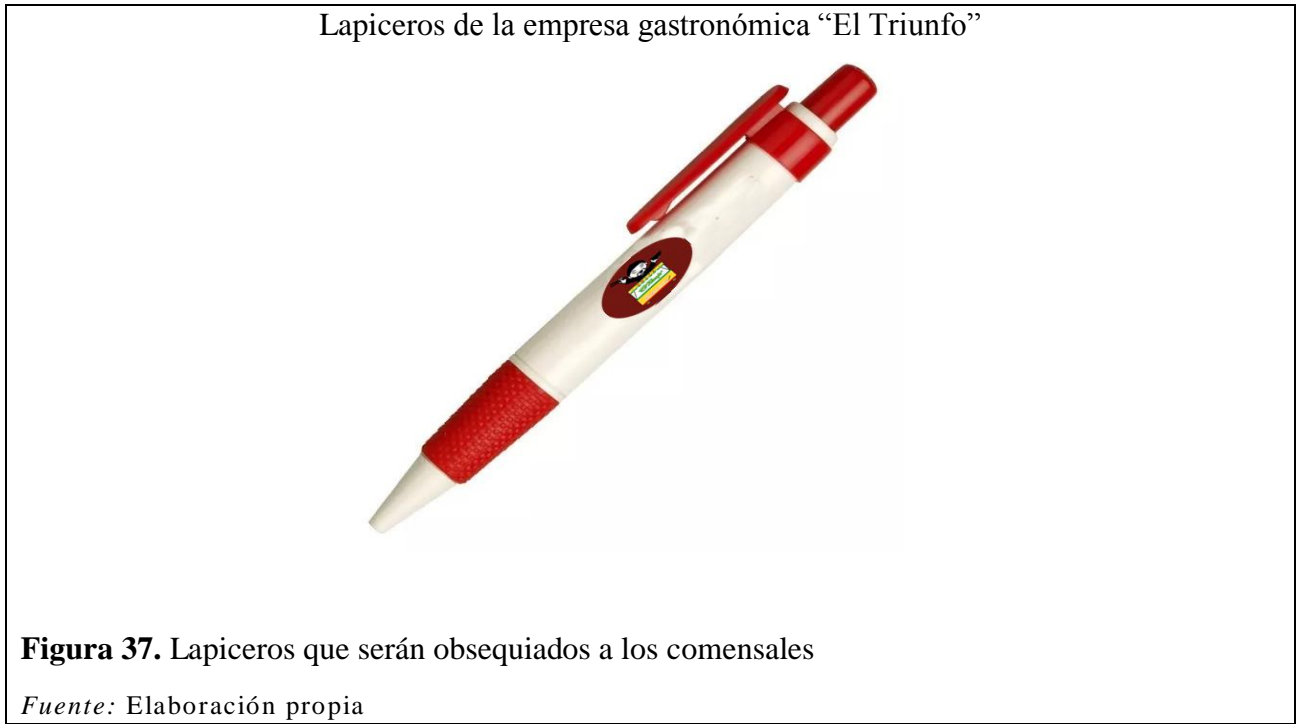 Lapiceros de la empresa gastronómica “El Triunfo”
Figura 37. Lapiceros que serán obsequiados a los comensales
Fuente: Elaboración propia